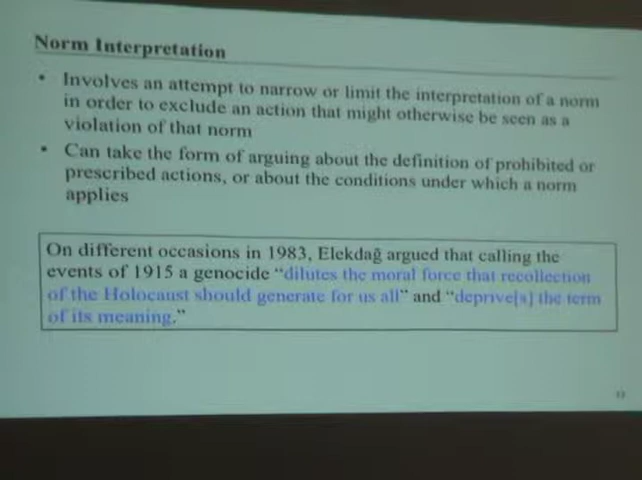 Norm Interpretation
• Involves an attempt to narrow or limit the interpretation of a norm
in order to exclude an action that might otherwise be seen as a
violation of that norm
• Can take the form of arguing about the definition of prohibited or
prescribed actions, or about the conditions under which a norm
applies
On different occasions in 1983, Elekdağ argued that calling the
events of 1915 a genocide “dilutes the moral force that recollection
of the Holocaust should generate for us all” and “deprive[s] the term
of its meaning.”